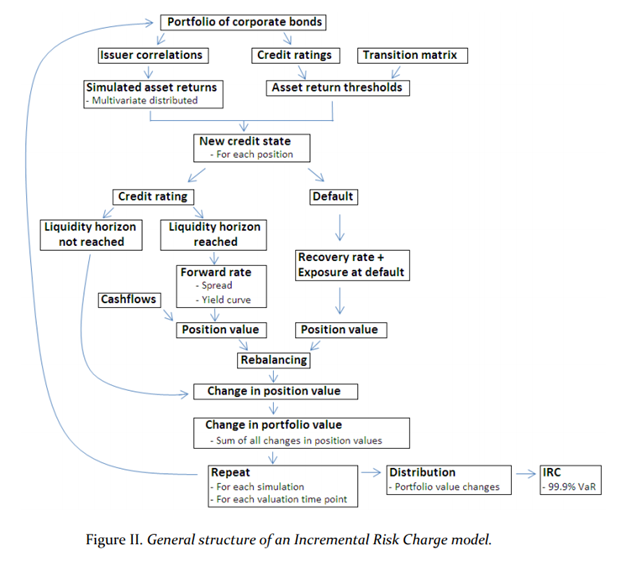 Portfolio of corporate bonds
Issuer correlations
Credit ratings
Transition matrix
Simulated asset returns
- Multivariate distributed
Asset return thresholds
New credit state
- For each position
Credit rating
Default
Liquidity horizon
not reached
Liquidity horizon
reached
Recovery rate +
Exposure at default
Forward rate
- Spread
- Yield curve
Cashflows
Position value
Position value
Rebalancing
Change in position value
Change in portfolio value
- Sum of all changes in position values
Repeat
- For each simulation
- For each valuation time point
Distribution
- Portfolio value changes
IRC
- 99.9% VaR
Figure II. General structure of an Incremental Risk Charge model.